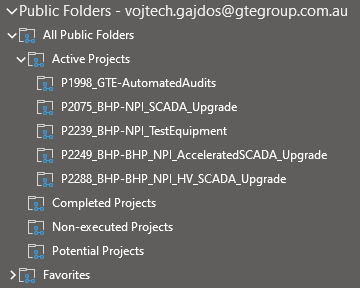 Public Folders - vojtech.gajdos@gtegroup.com.au
All Public Folders
Active Projects
P1998_GTE-AutomatedAudits
P2075_BHP-NPI_SCADA_Upgrade
P2239_BHP-NPI_TestEquipment
P2249_BHP-BHP_NPI_AcceleratedSCADA_Upgrade
P2288_BHP-BHP_NPI_HV_SCADA_Upgrade
Completed Projects
Non-executed Projects
Potential Projects
Favorites